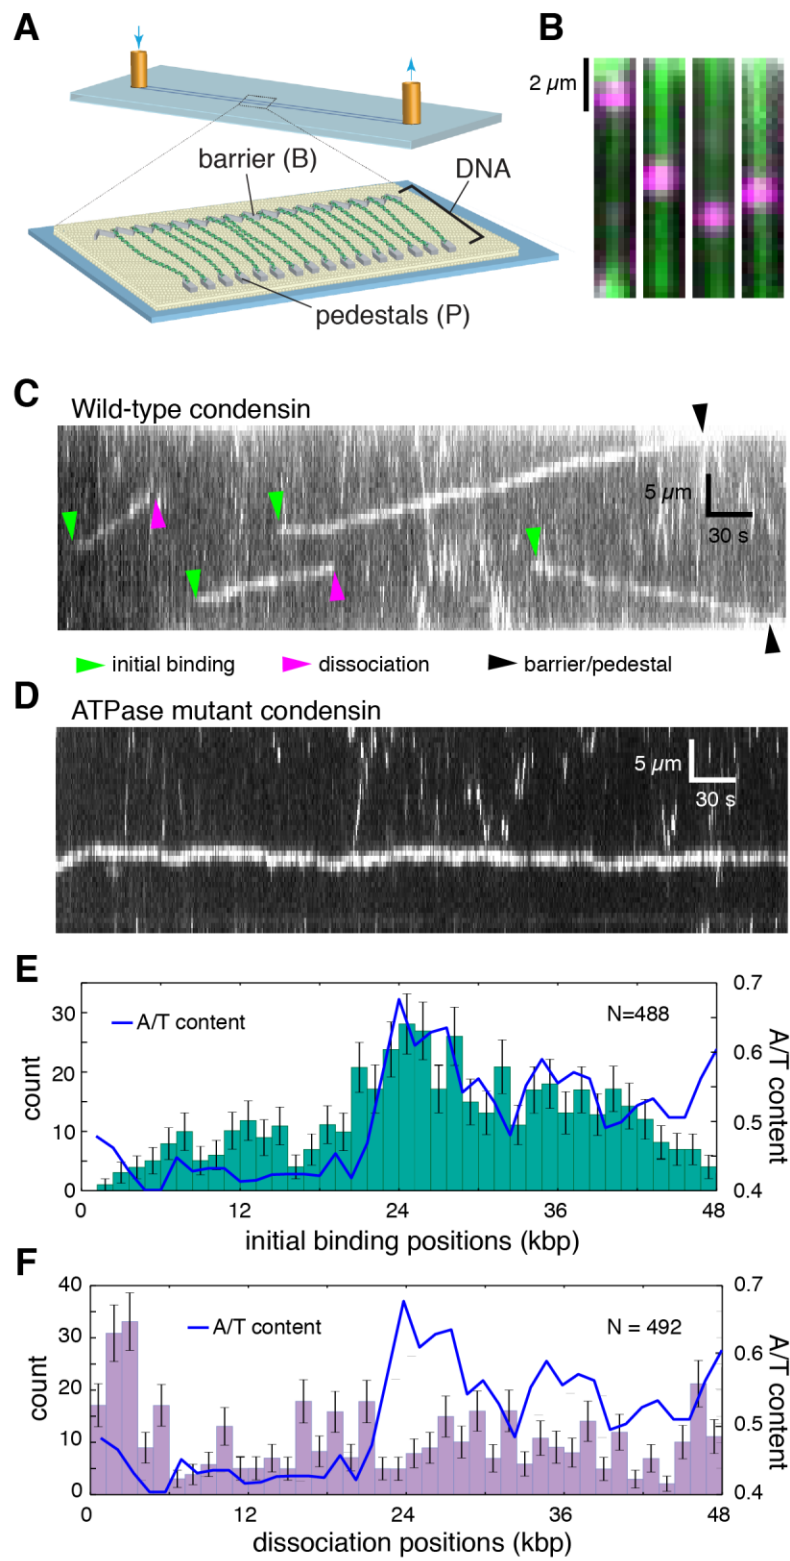 A
barrier (B)
DNA
pedestals (P)
B
2 µm
C
Wild-type condensin
5 µm
30 s
initial binding
dissociation
barrier/pedestal
D
ATPase mutant condensin
5 µm
30 s
E
A/T content
N=488
30
20
10
0
count
0.7
0.6
0.5
0.4
A/T content
0 12 24 36 48
initial binding positions (kbp)
F
A/T content
N = 492
40
30
20
10
0
count
0.7
0.6
0.5
0.4
A/T content
0 12 24 36 48
dissociation positions (kbp)